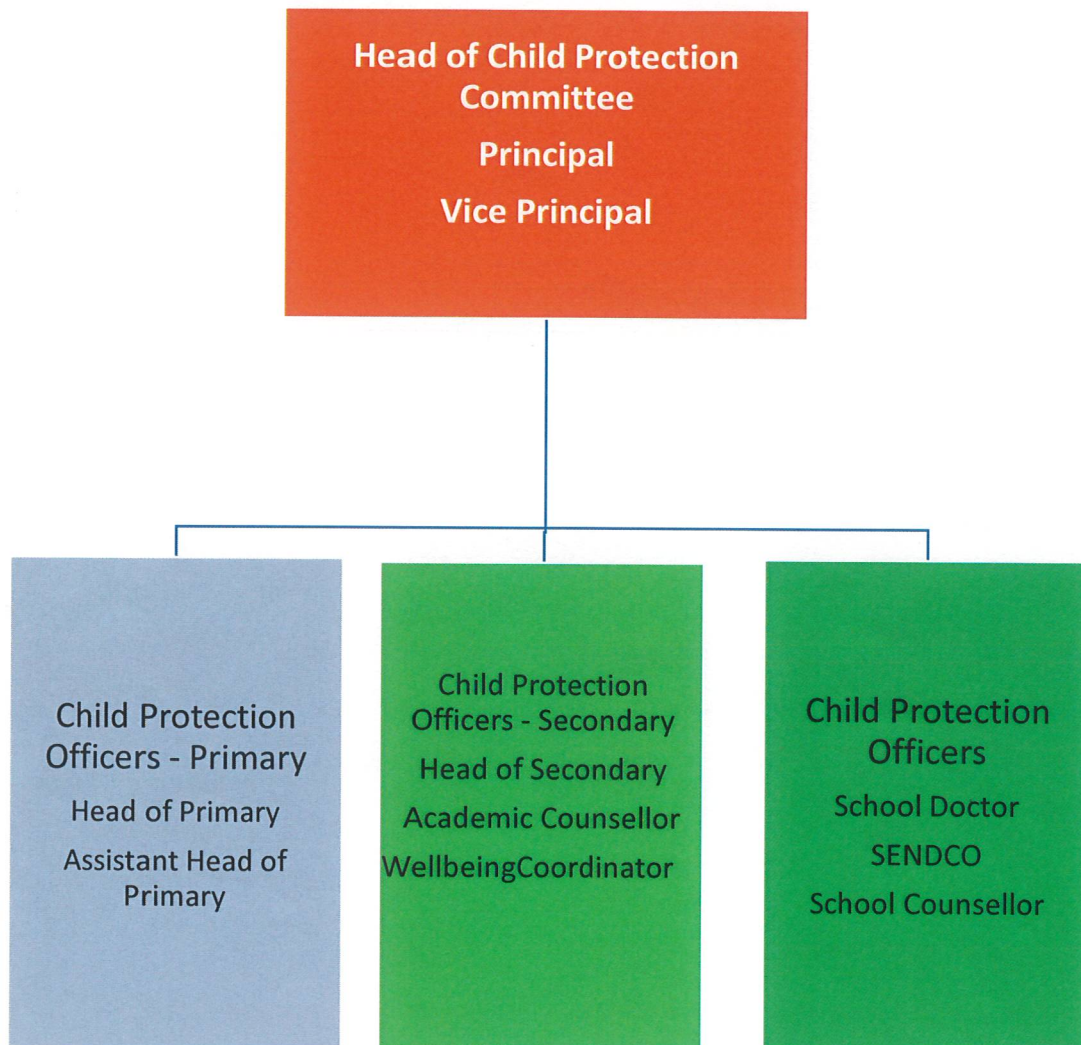 Head of Child Protection
Committee
Principal
Vice Principal
Child Protection
Officers - Primary
Head of Primary
Assistant Head of
Primary
Child Protection
Officers - Secondary
Head of Secondary
Academic Counsellor
WellbeingCoordinator
Child Protection
Officers
School Doctor
SENDCO
School Counsellor